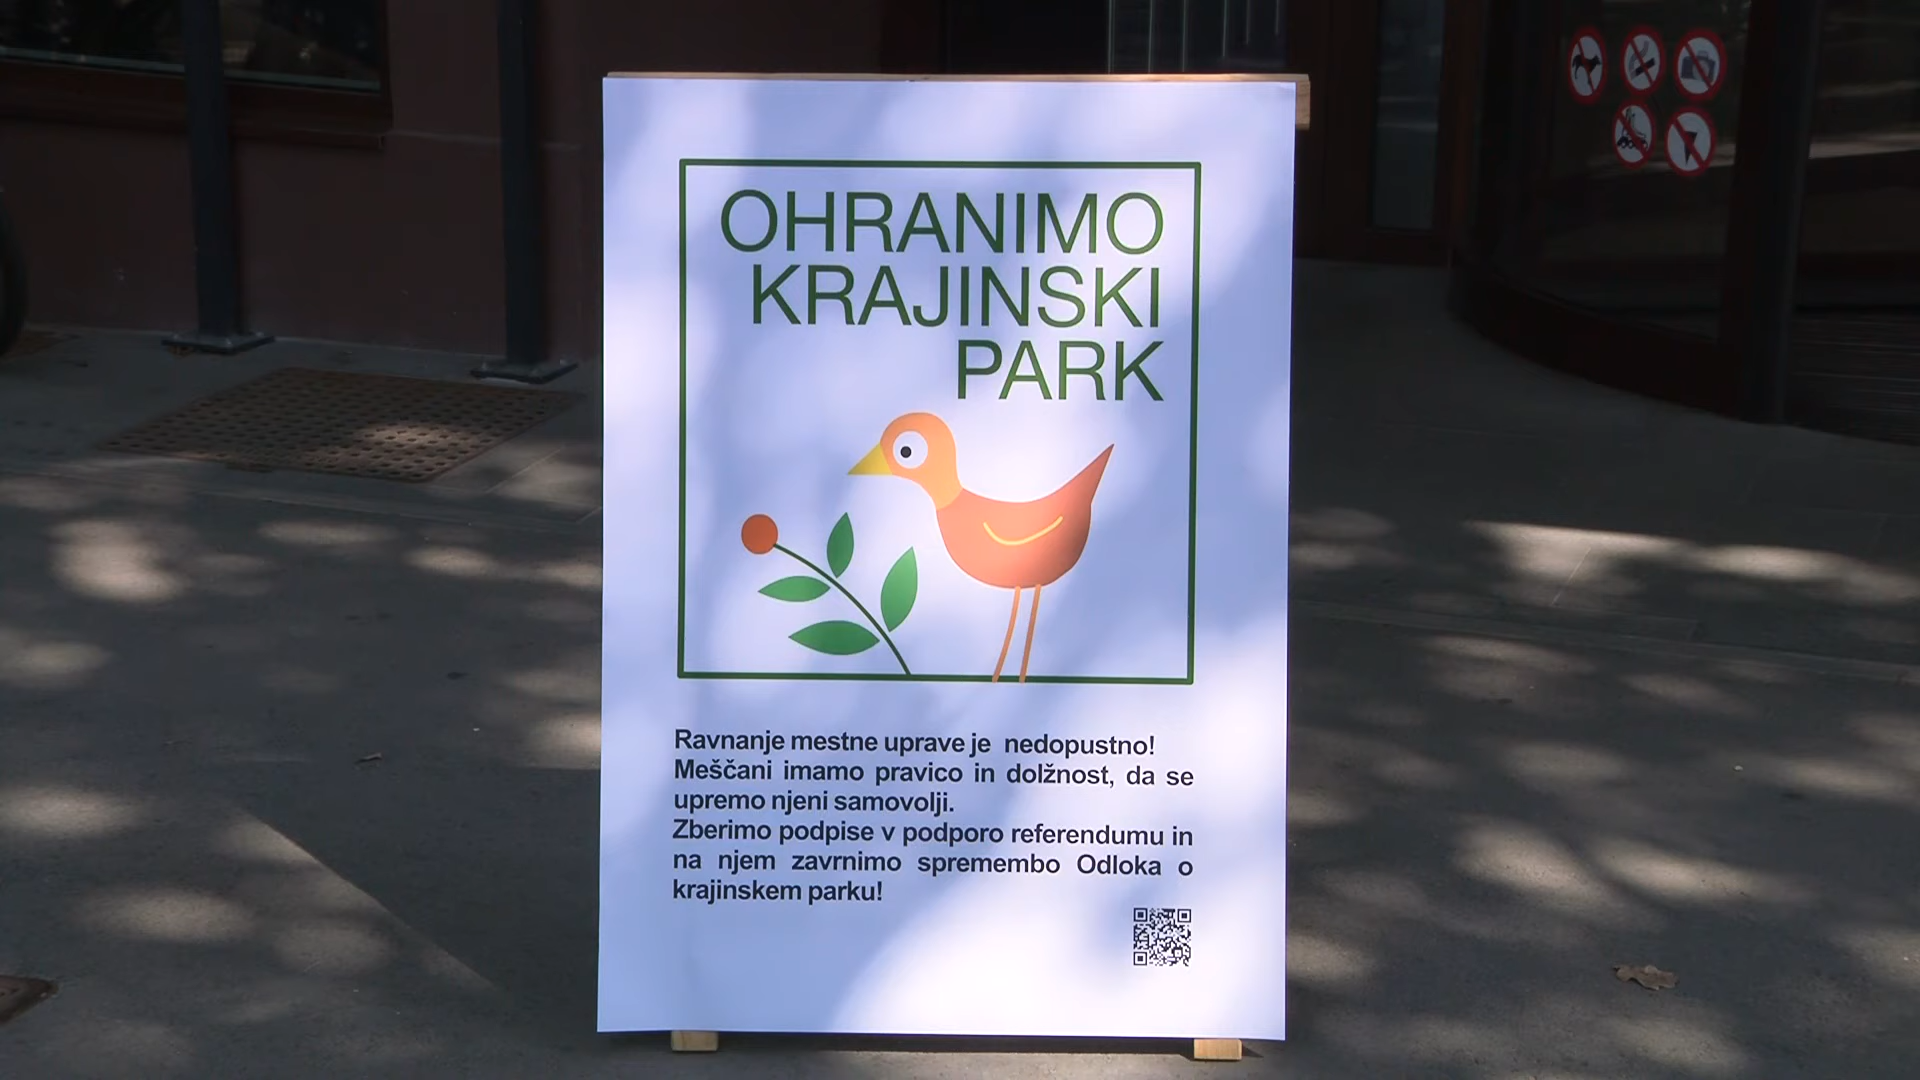 OHRANIMO
KRAJINSKI
PARK
Ravnanje mestne uprave je nedopustno!
Meščani imamo pravico in dolžnost, da se
upremo njeni samovolji.
Zberimo podpise v podporo referendumu in
na njem zavrnimo spremembo Odloka o
krajinskem parku!